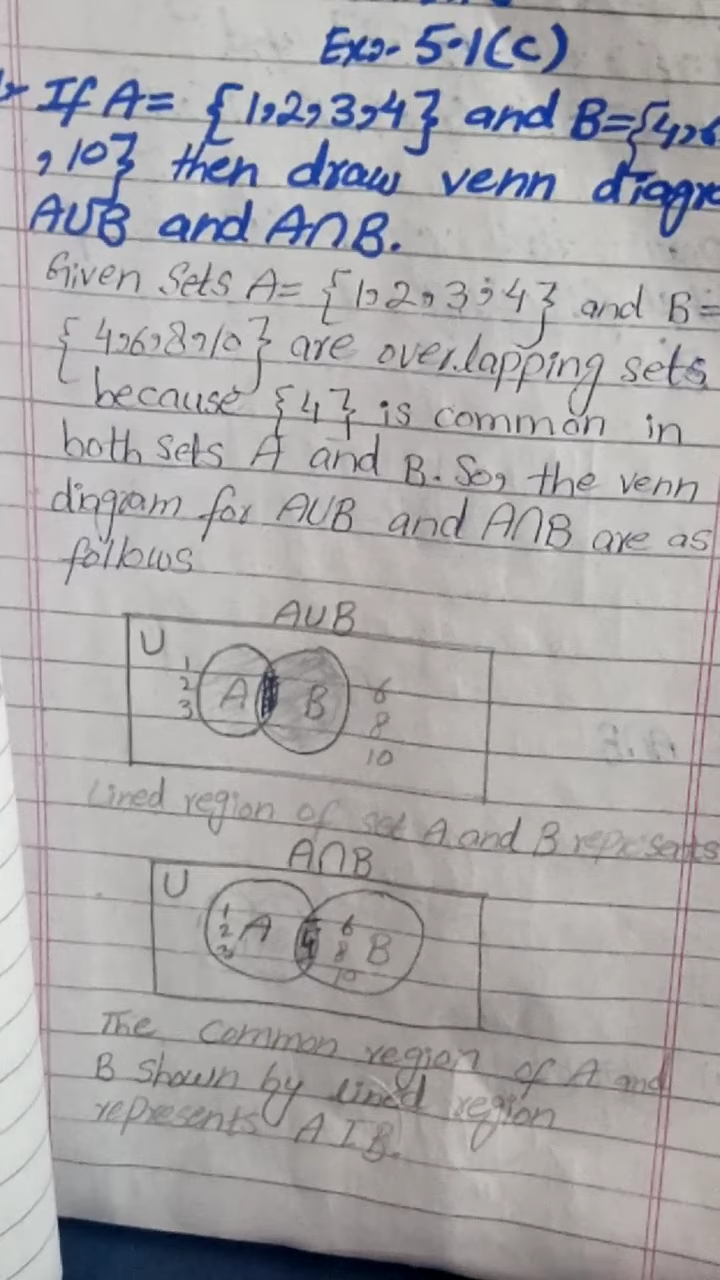 Ex:- 5.1(C)
If A= {1,2,3,4} and B={4,6
,10} then draw venn diagra
AUB and A∩B.
Given Sets A= {1,2,3,4} and B=
{4,6,8,10} are overlapping sets
because {4} is common in
both sets A and B. So, the venn
dingram for AUB and A∩B are as
follows
AUB
U
1
2
3
A
B
6
8
10
Lined region of set A and B represents
A∩B
U
1
2
3
A
4
6
8
10
B
The common region of A and
B shown by lined region
represents A I B.